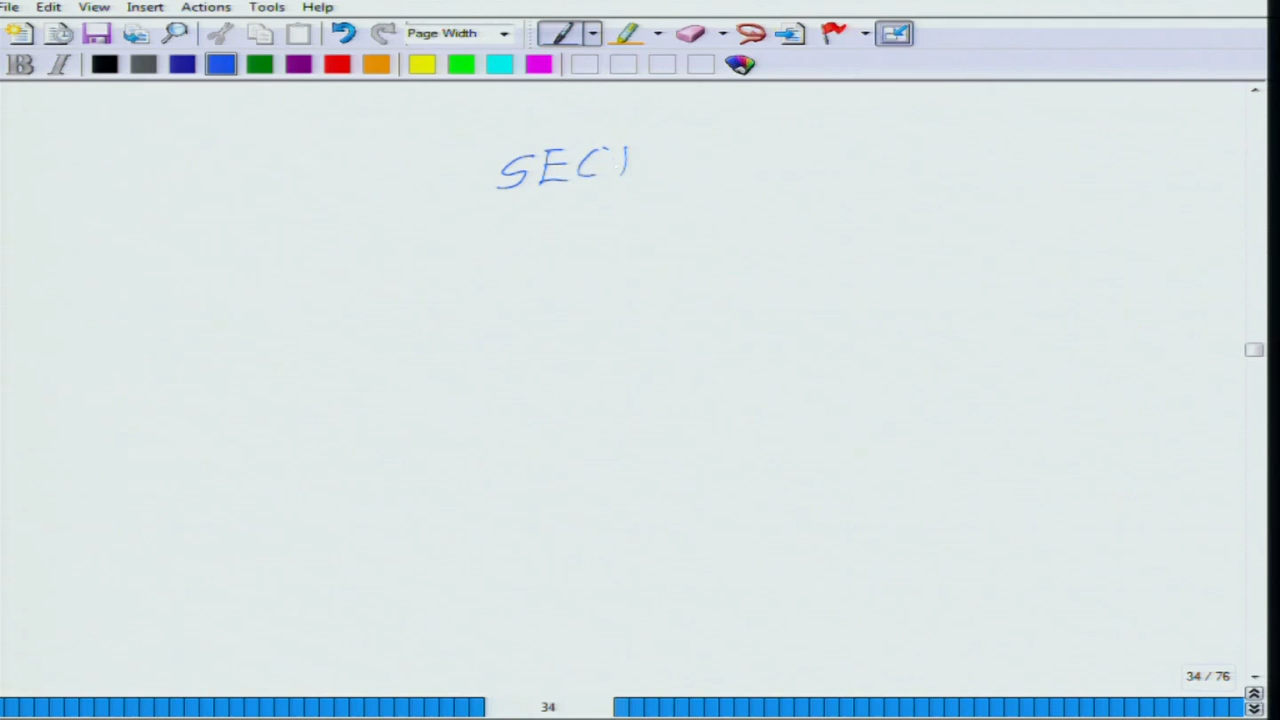 File Edit View Insert Actions Tools Help
Page Width
B I
SEC
34 / 76
34